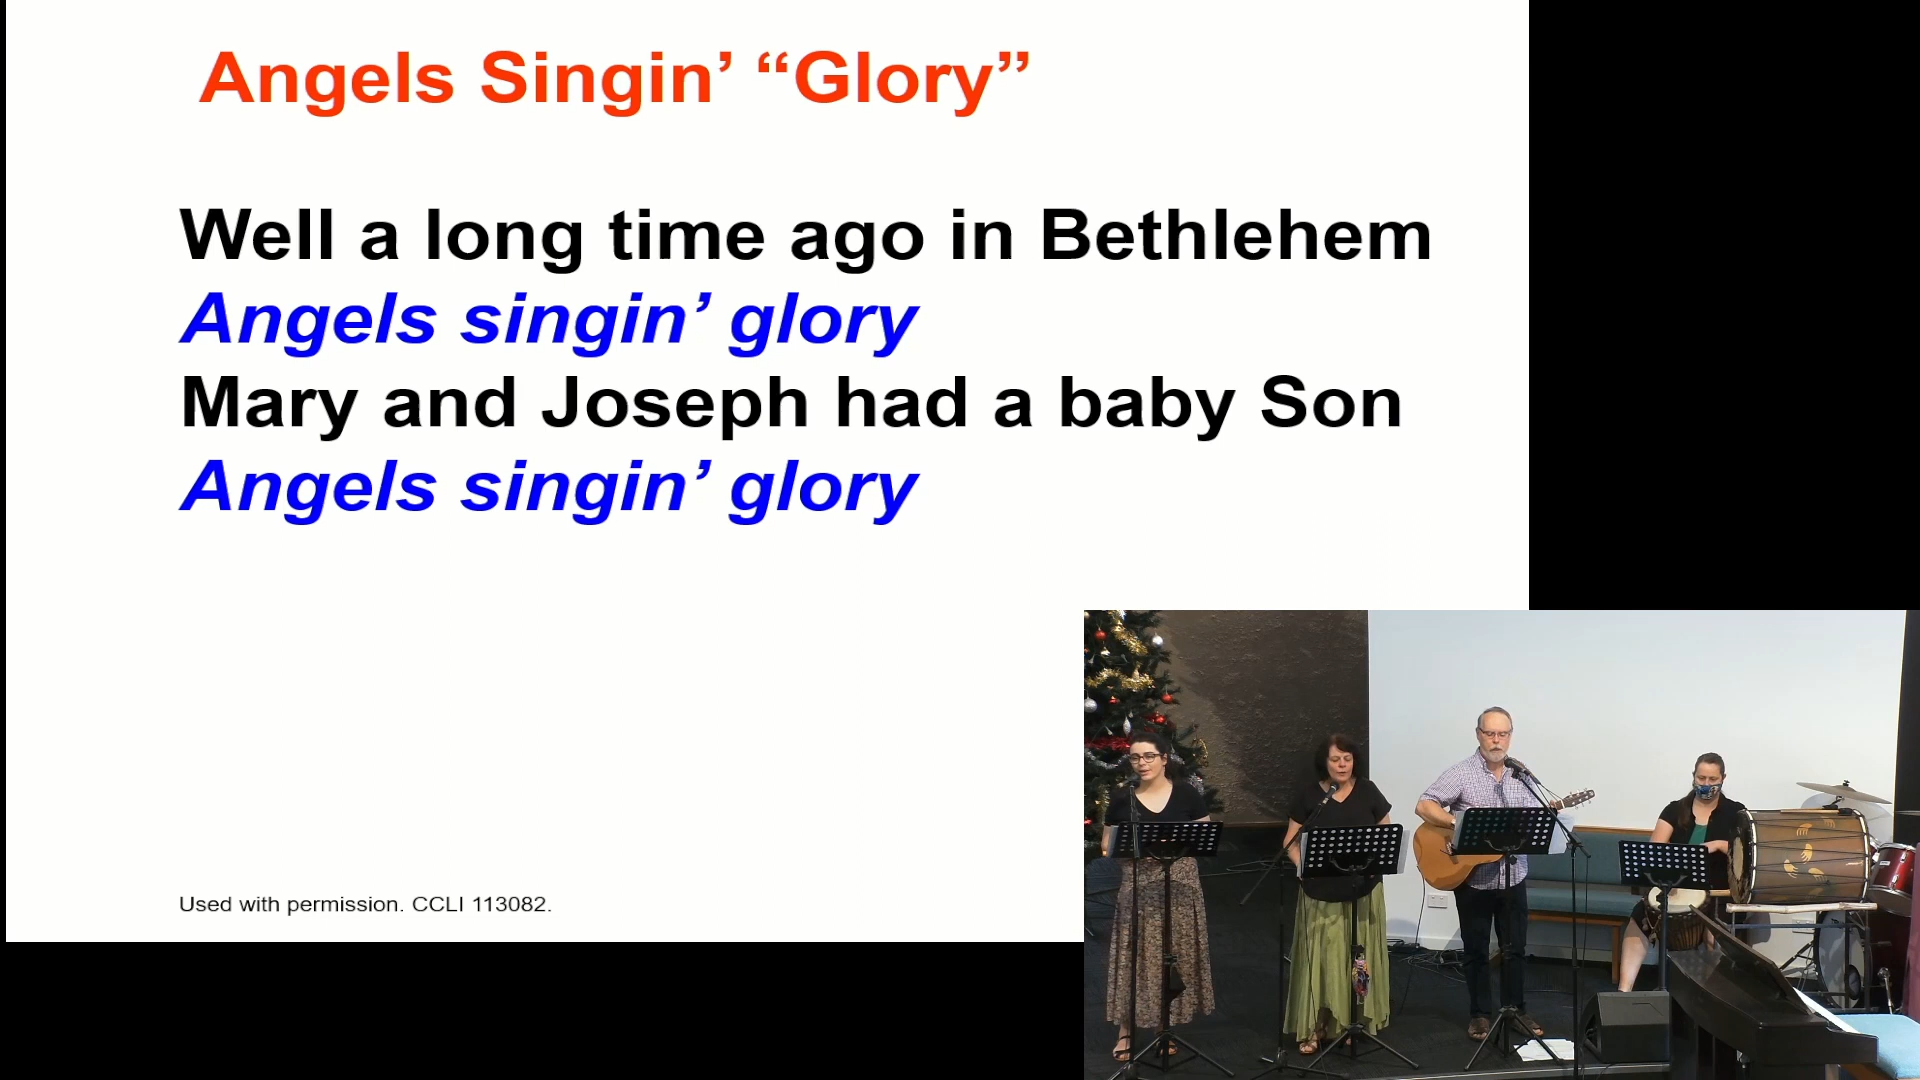 Angels Singin’ “Glory”
Well a long time ago in Bethlehem
Angels singin’ glory
Mary and Joseph had a baby Son
Angels singin’ glory
Used with permission. CCLI 113082.